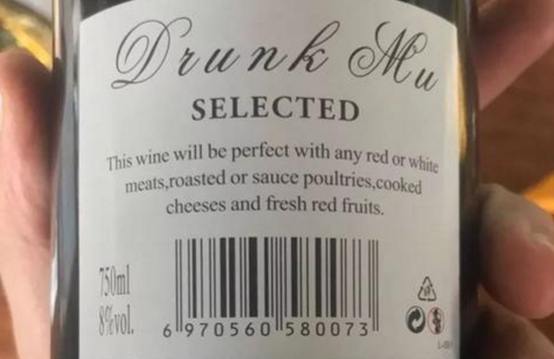 Drunk Mu
SELECTED
This wine will be perfect with any red or white
meats,roasted or sauce poultries,cooked
cheeses and fresh red fruits.
750ml
8%vol.
6 970560 580073